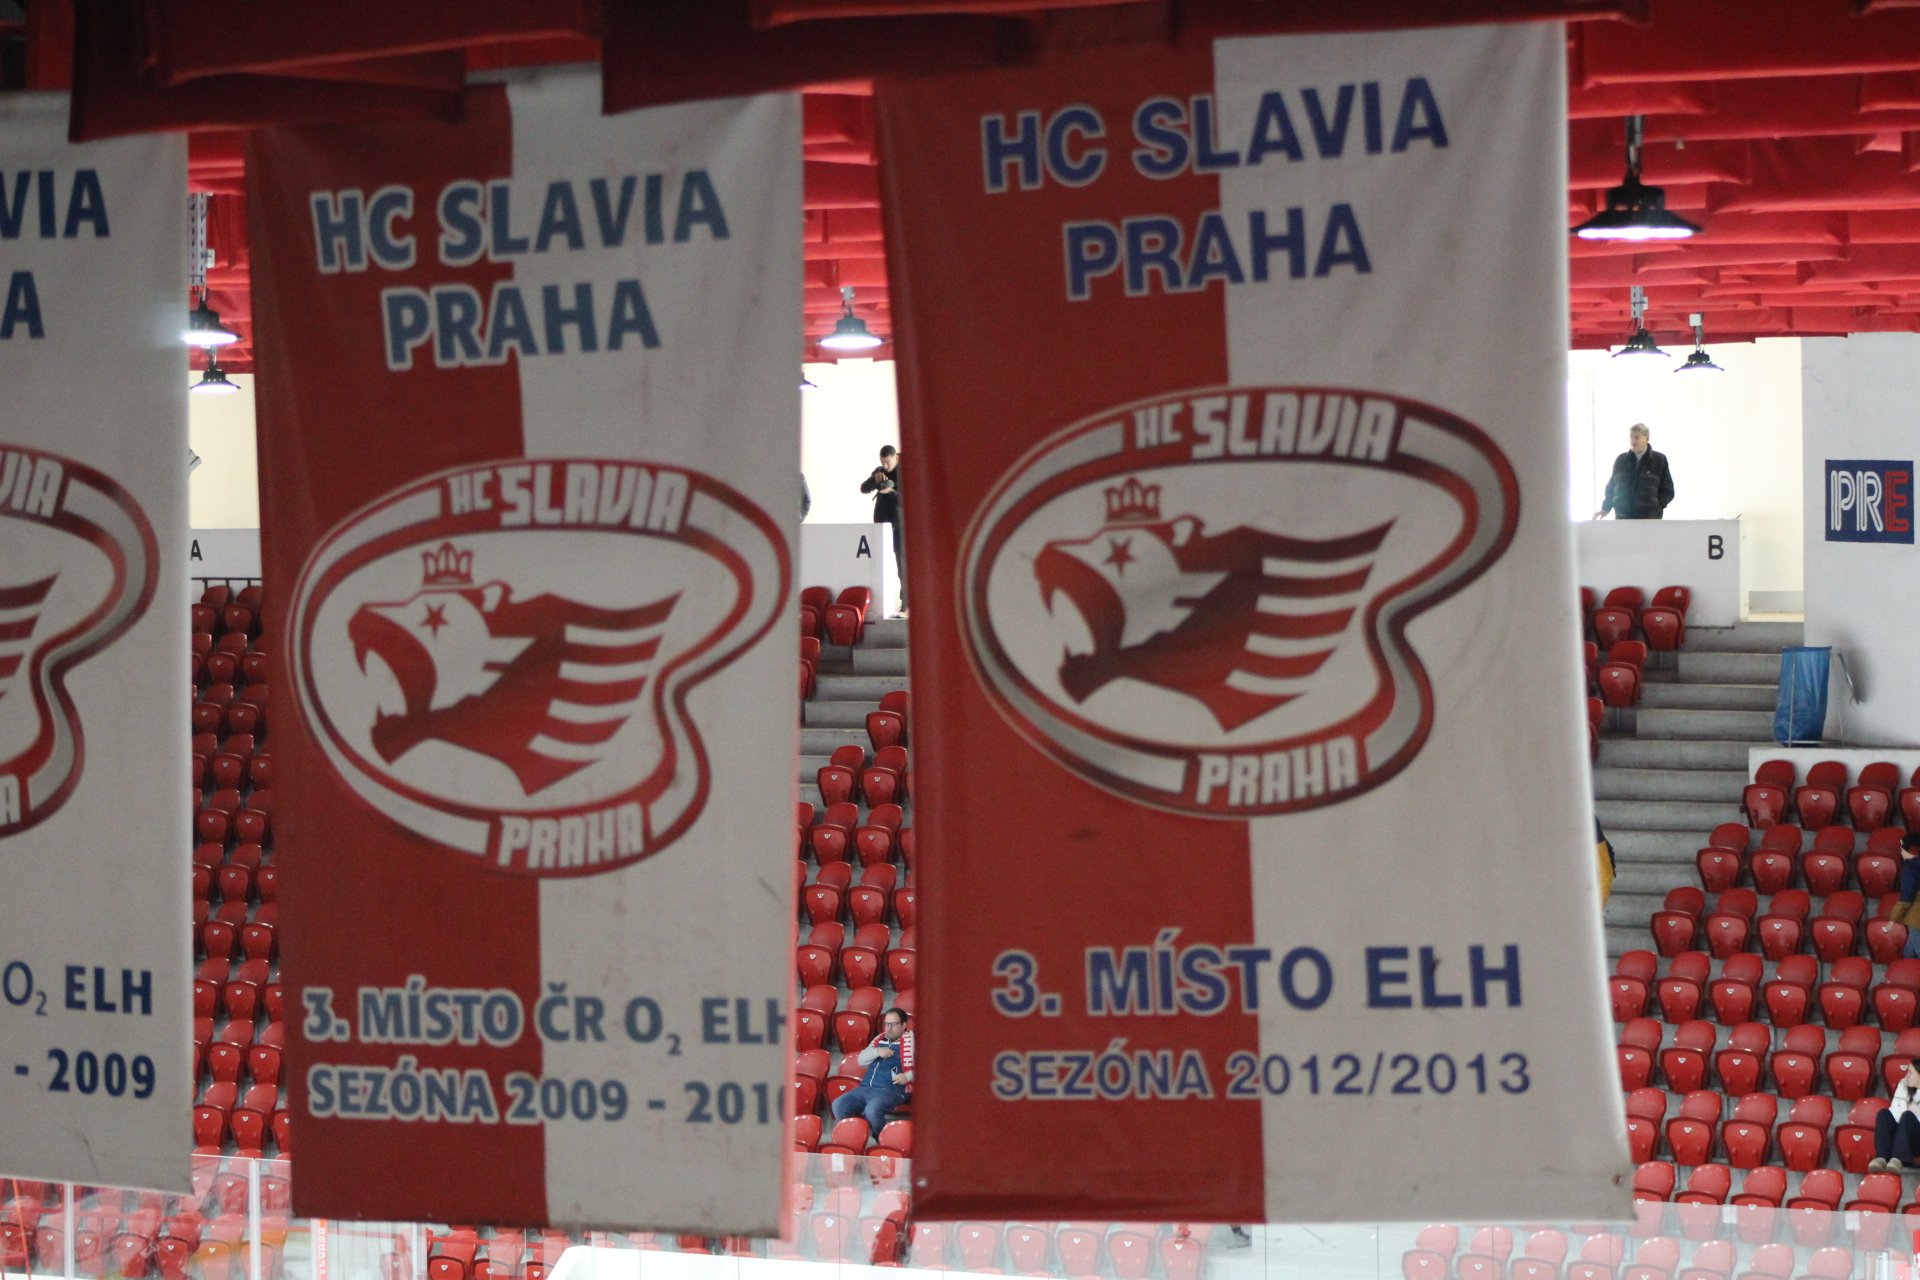 VIA
A
VIA
A
O₂ ELH
- 2009
HC SLAVIA
PRAHA
HC SLAVIA
PRAHA
3. MÍSTO ČR O₂ ELH
SEZÓNA 2009 - 2010
HC SLAVIA
PRAHA
HC SLAVIA
PRAHA
3. MÍSTO ELH
SEZÓNA 2012/2013
A
A
B
PRE